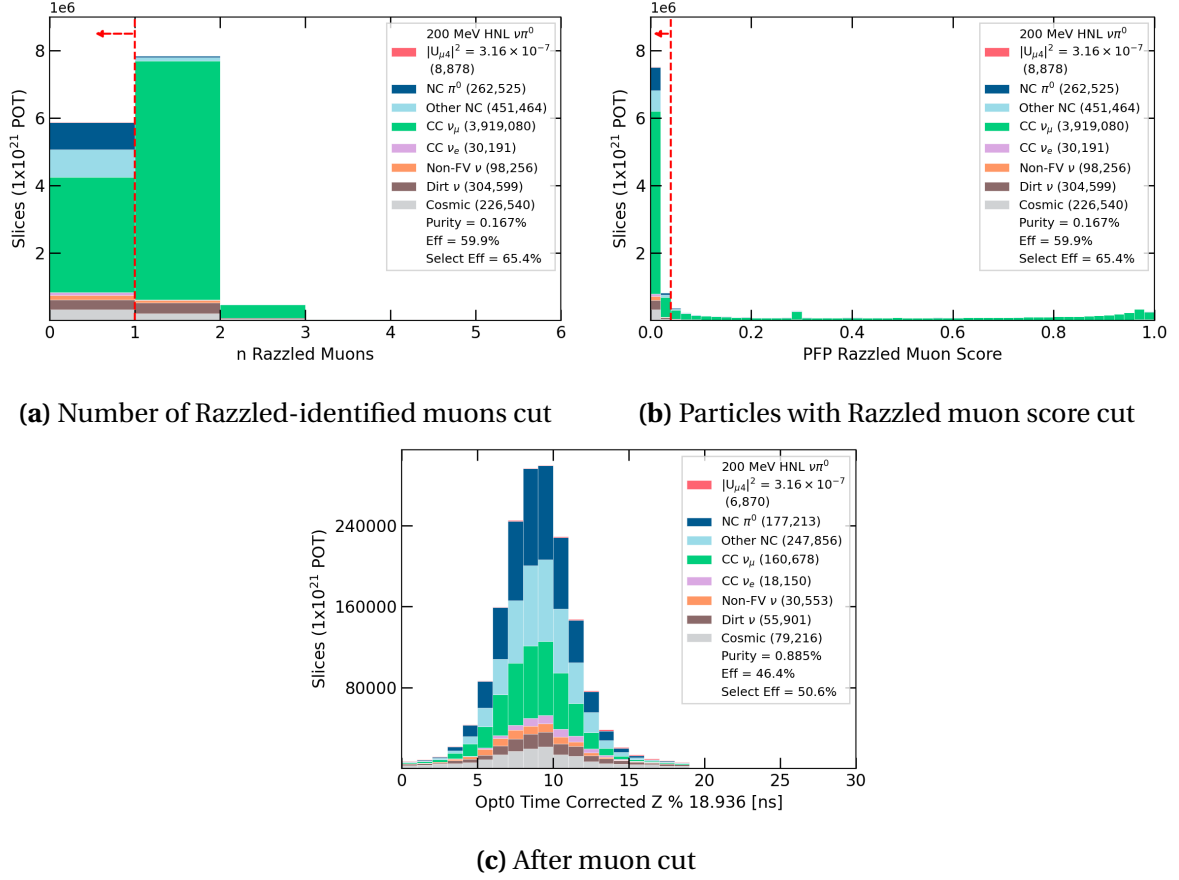 1e6
8
6
4
2
Slices (1x10²¹ POT)
200 MeV HNL νπ⁰
|U_{μ4}|² = 3.16 × 10⁻⁷
(8,878)
NC π⁰ (262,525)
Other NC (451,464)
CC ν_μ (3,919,080)
CC ν_e (30,191)
Non-FV ν (98,256)
Dirt ν (304,599)
Cosmic (226,540)
Purity = 0.167%
Eff = 59.9%
Select Eff = 65.4%
0 1 2 3 4 5 6
n Razzled Muons
(a) Number of Razzled-identified muons cut
1e6
8
6
4
2
Slices (1x10²¹ POT)
200 MeV HNL νπ⁰
|U_{μ4}|² = 3.16 × 10⁻⁷
(8,878)
NC π⁰ (262,525)
Other NC (451,464)
CC ν_μ (3,919,080)
CC ν_e (30,191)
Non-FV ν (98,256)
Dirt ν (304,599)
Cosmic (226,540)
Purity = 0.167%
Eff = 59.9%
Select Eff = 65.4%
0.0 0.2 0.4 0.6 0.8 1.0
PFP Razzled Muon Score
(b) Particles with Razzled muon score cut
240000
160000
80000
Slices (1x10²¹ POT)
200 MeV HNL νπ⁰
|U_{μ4}|² = 3.16 × 10⁻⁷
(6,870)
NC π⁰ (177,213)
Other NC (247,856)
CC ν_μ (160,678)
CC ν_e (18,150)
Non-FV ν (30,553)
Dirt ν (55,901)
Cosmic (79,216)
Purity = 0.885%
Eff = 46.4%
Select Eff = 50.6%
0 5 10 15 20 25 30
Opt0 Time Corrected Z % 18.936 [ns]
(c) After muon cut